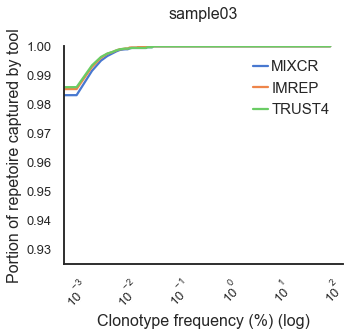 sample03
Portion of repetoire captured by tool
1.00
0.99
0.98
0.97
0.96
0.95
0.94
0.93
MIXCR
IMREP
TRUST4
10⁻³
10⁻²
10⁻¹
10⁰
10¹
10²
Clonotype frequency (%) (log)